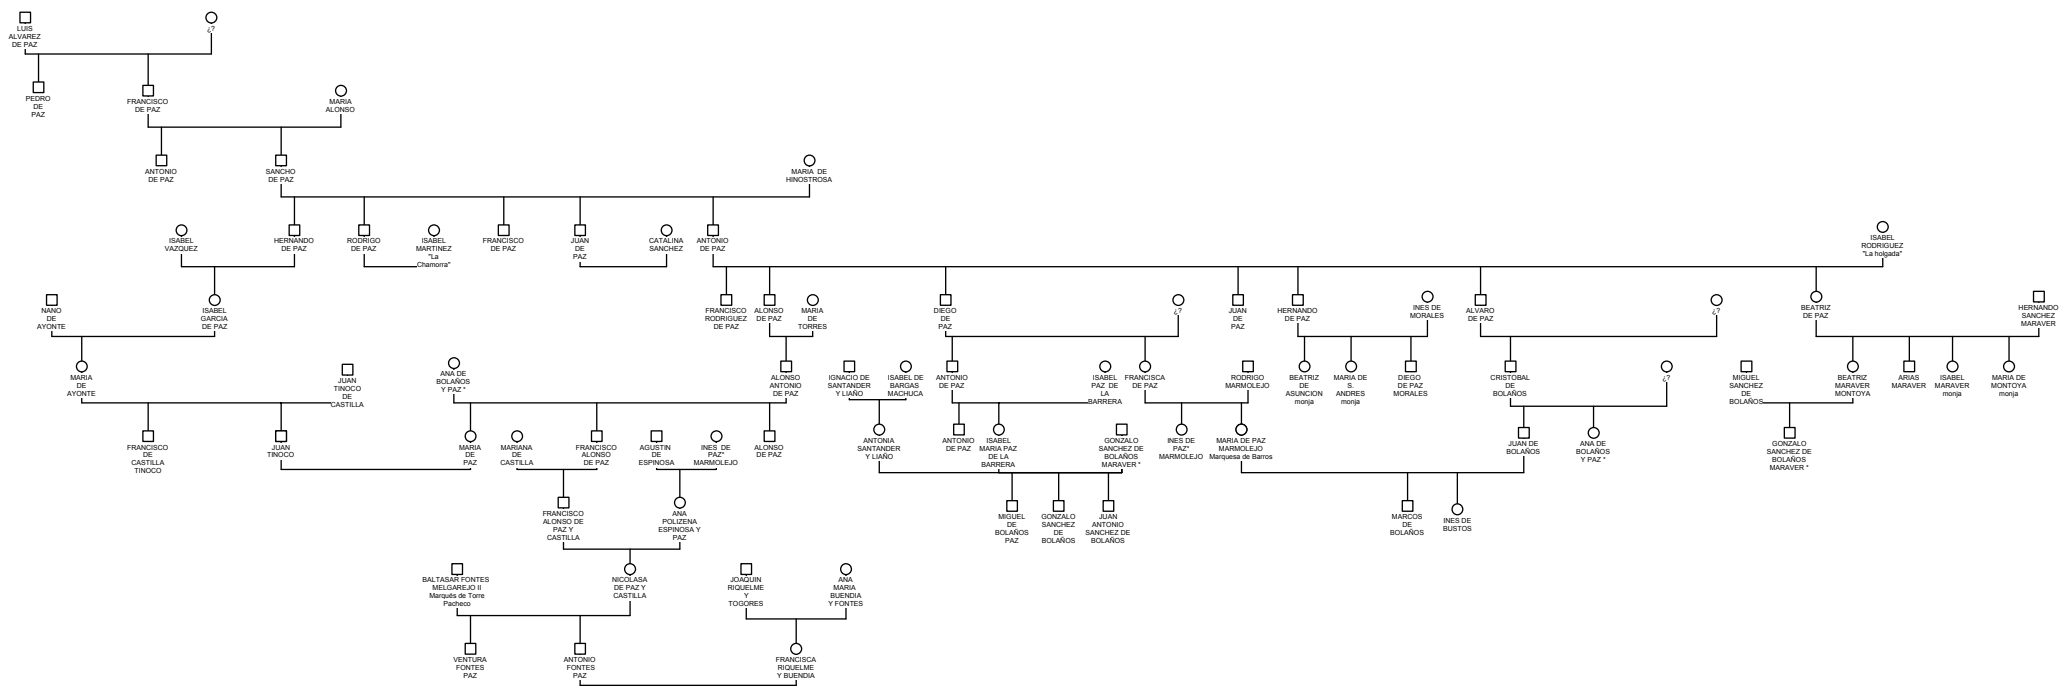 LUIS
ALVAREZ
DE PAZ
¿?
PEDRO
DE
PAZ
FRANCISCO
DE PAZ
MARIA
ALONSO
ANTONIO
DE PAZ
SANCHO
DE PAZ
MARIA DE
HINOSTROSA
ISABEL
VAZQUEZ
HERNANDO
DE PAZ
RODRIGO
DE PAZ
ISABEL
MARTINEZ
"La
Chamorra"
FRANCISCO
DE PAZ
JUAN
DE
PAZ
CATALINA
SANCHEZ
ANTONIO
DE PAZ
ISABEL
RODRIGUEZ
"La holgada"
NANO
DE
AYONTE
ISABEL
GARCIA
DE PAZ
FRANCISCO
RODRIGUEZ
DE PAZ
ALONSO
DE PAZ
MARIA
DE
TORRES
DIEGO
DE
PAZ
¿?
JUAN
DE
PAZ
HERNANDO
DE PAZ
INES DE
MORALES
ALVARO
DE PAZ
¿?
BEATRIZ
DE PAZ
HERNANDO
SANCHEZ
MARAVER
MARIA
DE
AYONTE
JUAN
TINOCO
DE
CASTILLA
ANA DE
BOLAÑOS
Y PAZ *
ALONSO
ANTONIO
DE PAZ
IGNACIO DE
SANTANDER
Y LIAÑO
ISABEL DE
BARGAS
MACHUCA
ANTONIO
DE PAZ
ISABEL
PAZ DE
LA
BARRERA
FRANCISCA
DE PAZ
RODRIGO
MARMOLEJO
BEATRIZ
DE
ASUNCION
monja
MARIA DE
S.
ANDRES
monja
DIEGO
DE PAZ
MORALES
CRISTOBAL
DE
BOLAÑOS
¿?
MIGUEL
SANCHEZ
DE
BOLAÑOS
BEATRIZ
MARAVER
MONTOYA
ARIAS
MARAVER
ISABEL
MARAVER
monja
MARIA DE
MONTOYA
monja
FRANCISCO
DE
CASTILLA
TINOCO
JUAN
TINOCO
MARIA
DE
PAZ
MARIANA
DE
CASTILLA
FRANCISCO
ALONSO
DE PAZ
AGUSTIN
DE
ESPINOSA
INES DE
PAZ*
MARMOLEJO
ALONSO
DE PAZ
ANTONIA
SANTANDER
Y LIAÑO
ANTONIO
DE PAZ
ISABEL
MARIA PAZ
DE LA
BARRERA
GONZALO
SANCHEZ DE
BOLAÑOS
MARAVER *
INES DE
PAZ*
MARMOLEJO
MARIA DE PAZ
MARMOLEJO
Marquesa de Barros
JUAN DE
BOLAÑOS
ANA DE
BOLAÑOS
Y PAZ *
GONZALO
SANCHEZ DE
BOLAÑOS
MARAVER *
FRANCISCO
ALONSO DE
PAZ Y
CASTILLA
ANA
POLIZENA
ESPINOSA Y
PAZ
MIGUEL
DE
BOLAÑOS
PAZ
GONZALO
SANCHEZ
DE
BOLAÑOS
JUAN
ANTONIO
SANCHEZ DE
BOLAÑOS
MARCOS
DE
BOLAÑOS
INES DE
BUSTOS
BALTASAR FONTES
MELGAREJO II
Marqués de Torre
Pacheco
NICOLASA
DE PAZ Y
CASTILLA
JOAQUIN
RIQUELME
Y
TOGORES
ANA
MARIA
BUENDIA
Y FONTES
VENTURA
FONTES
PAZ
ANTONIO
FONTES
PAZ
FRANCISCA
RIQUELME
Y BUENDIA